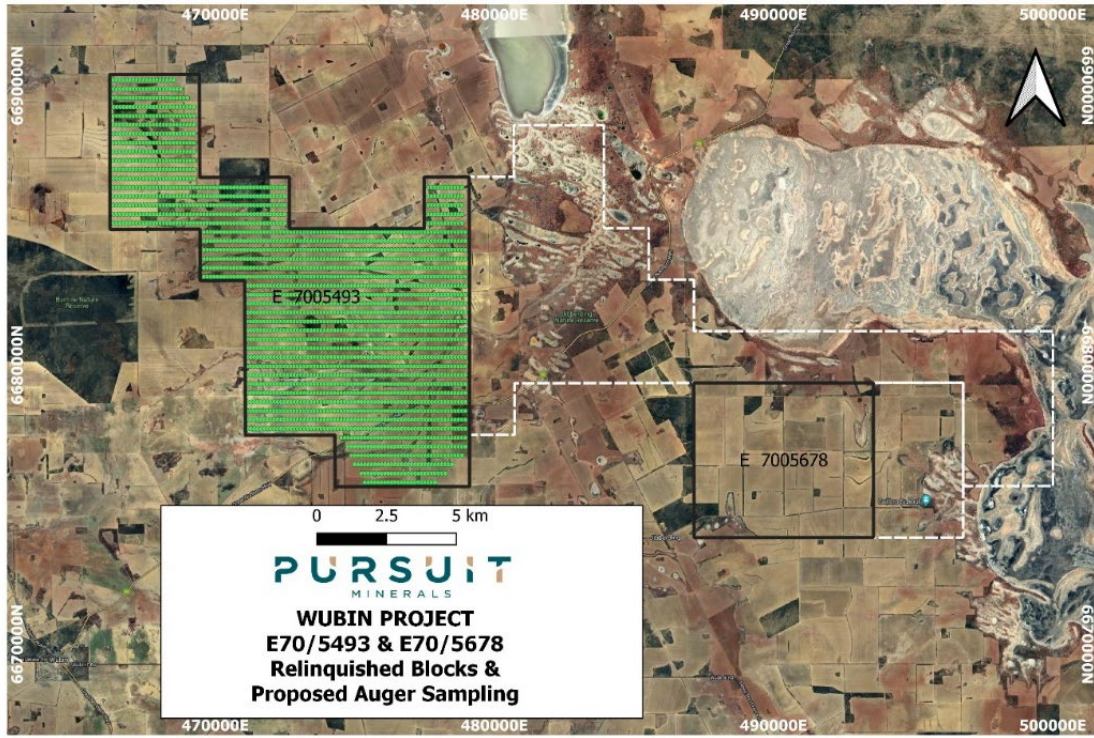 470000E 480000E 490000E 500000E
6690000N 6690000N
E 7005493
6680000N 6680000N
E 7005678
0 2.5 5 km
PURSUIT
MINERALS
WUBIN PROJECT
E70/5493 & E70/5678
Relinquished Blocks &
Proposed Auger Sampling
6670000N 6670000N
470000E 480000E 490000E 500000E